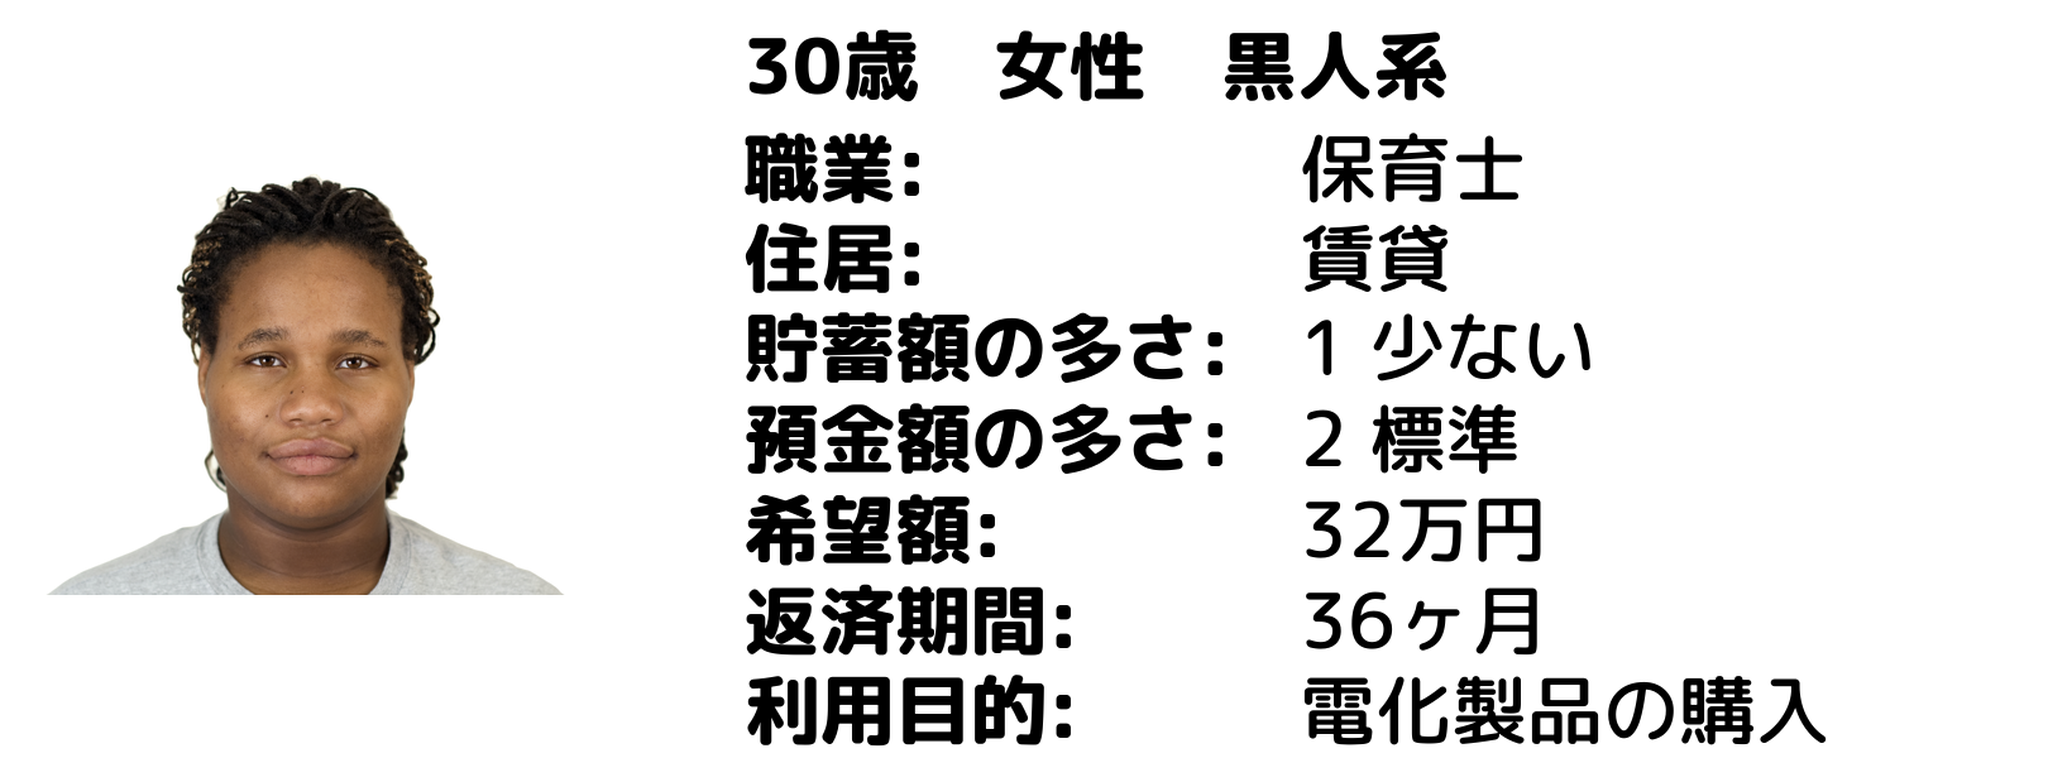 30歳　女性　黒人系
職業: 保育士
住居: 賃貸
貯蓄額の多さ: 1 少ない
預金額の多さ: 2 標準
希望額: 32万円
返済期間: 36ヶ月
利用目的: 電化製品の購入